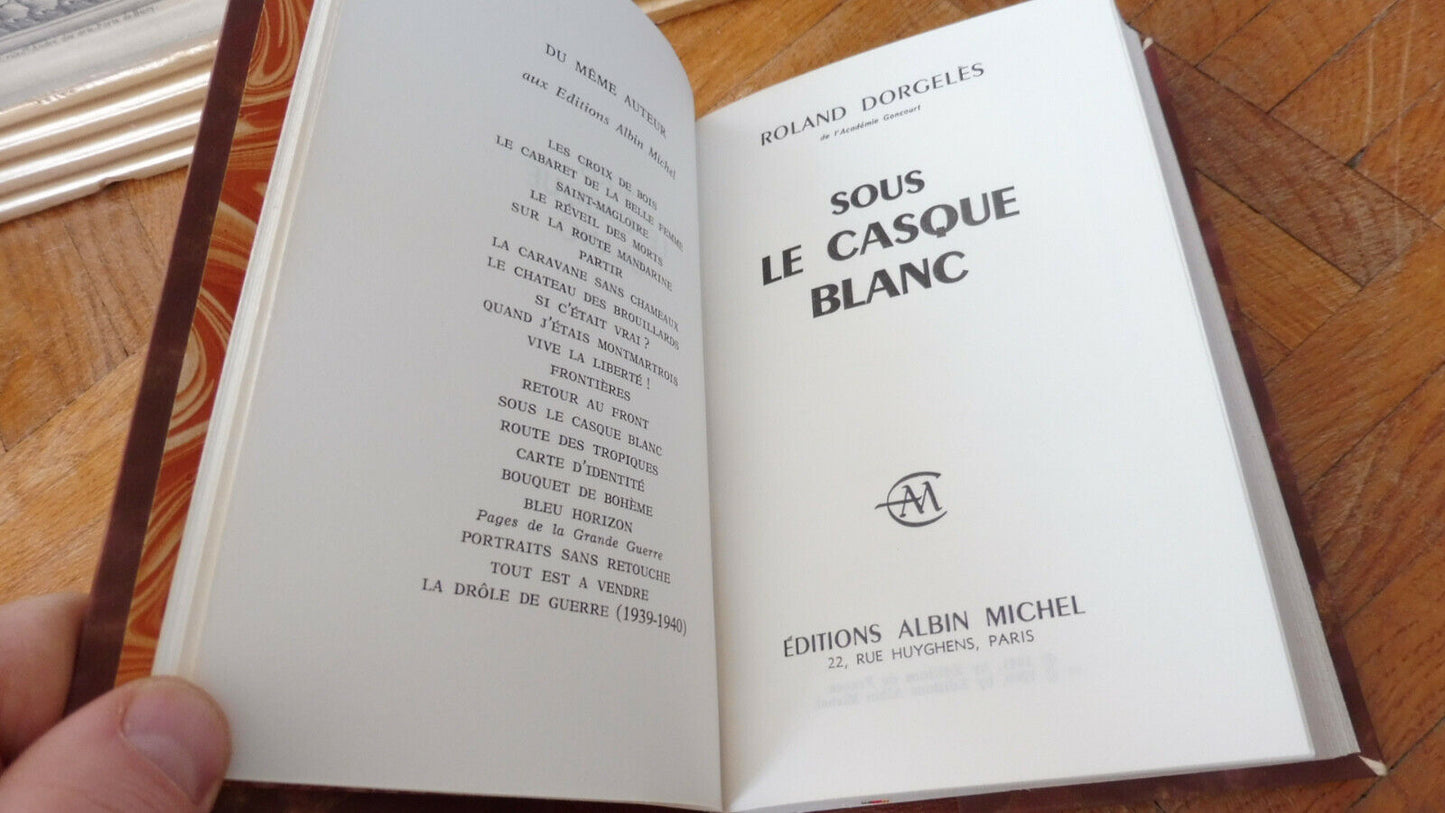 DU MÊME AUTEUR
aux Editions Albin Michel
LES CROIX DE BOIS
LE CABARET DE LA BELLE FEMME
SAINT-MAGLOIRE
LE RÉVEIL DES MORTS
SUR LA ROUTE MANDARINE
PARTIR
LA CARAVANE SANS CHAMEAUX
LE CHATEAU DES BROUILLARDS
SI C'ÉTAIT VRAI ?
QUAND J'ÉTAIS MONTMARTROIS
VIVE LA LIBERTÉ !
FRONTIÈRES
RETOUR AU FRONT
SOUS LE CASQUE BLANC
ROUTE DES TROPIQUES
CARTE D'IDENTITÉ
BOUQUET DE BOHÈME
BLEU HORIZON
Pages de la Grande Guerre
PORTRAITS SANS RETOUCHE
TOUT EST A VENDRE
LA DRÔLE DE GUERRE (1939-1940)
ROLAND DORGELÈS
de l'Académie Goncourt
SOUS
LE CASQUE
BLANC
AM
ÉDITIONS ALBIN MICHEL
22, RUE HUYGHENS, PARIS